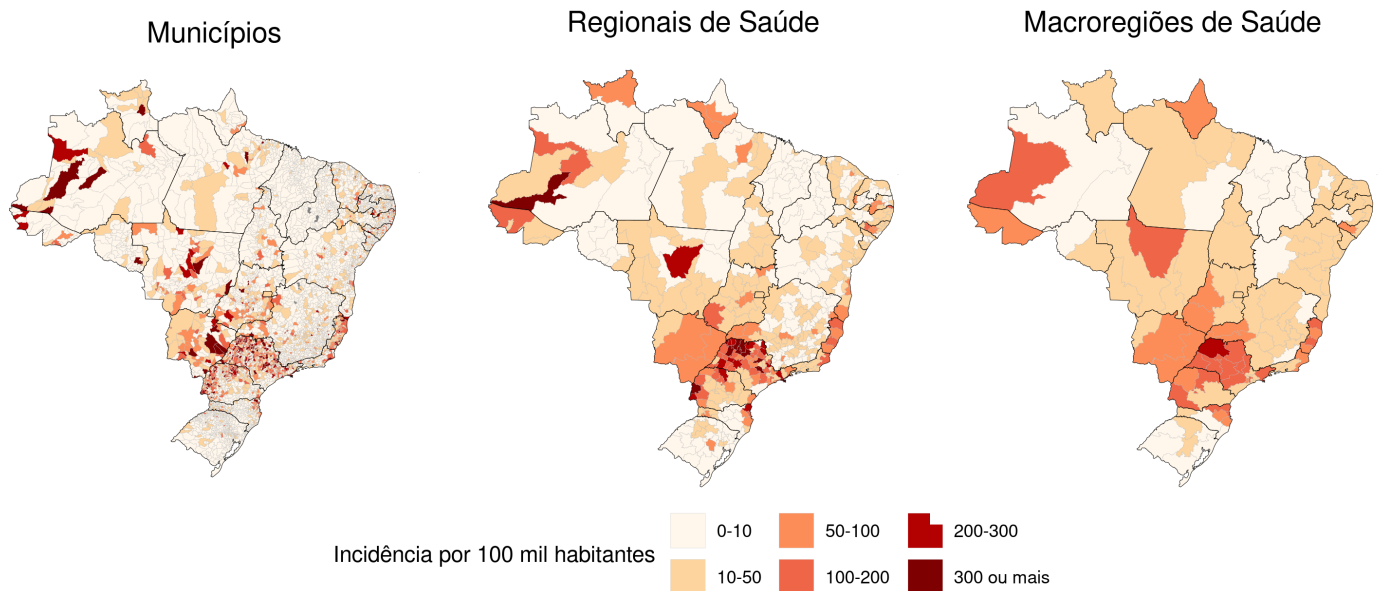 Municípios
Regionais de Saúde
Macroregiões de Saúde
Incidência por 100 mil habitantes
0-10
50-100
200-300
10-50
100-200
300 ou mais